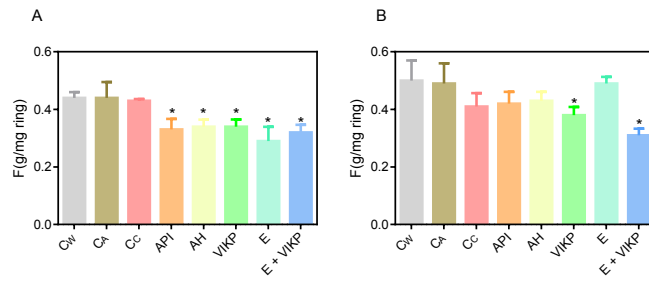 A
B
F(g/mg ring)
0.6
0.4
0.2
0.0
* * * * *
CW CA CC API AH VIKP E E + VIKP
F(g/mg ring)
0.6
0.4
0.2
0.0
* *
CW CA CC API AH VIKP E E + VIKP